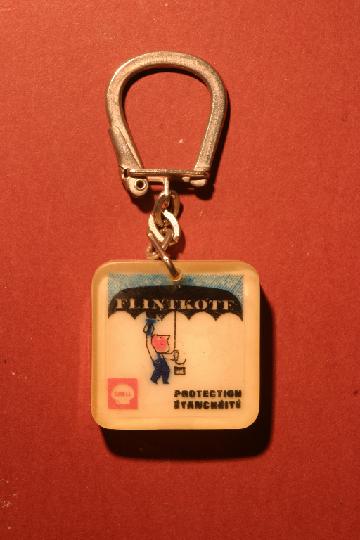 FLINTKOTE
SHELL
PROTECTION
ÉTANCHÉITÉ